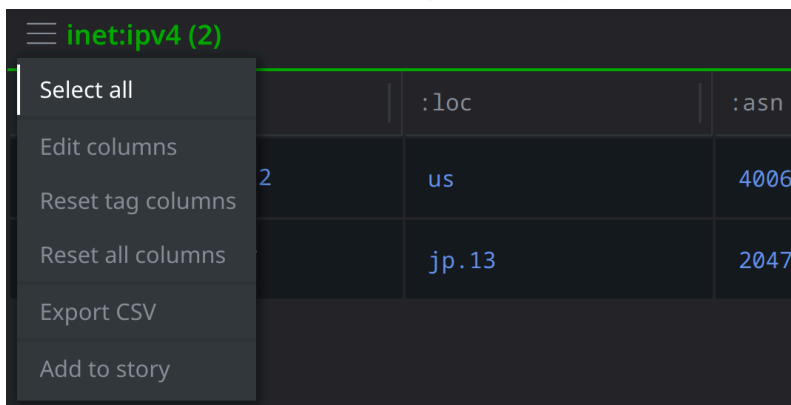 inet:ipv4 (2)
Select all
:loc
:asn
Edit columns
2
us
4006
Reset tag columns
Reset all columns
jp.13
2047
Export CSV
Add to story